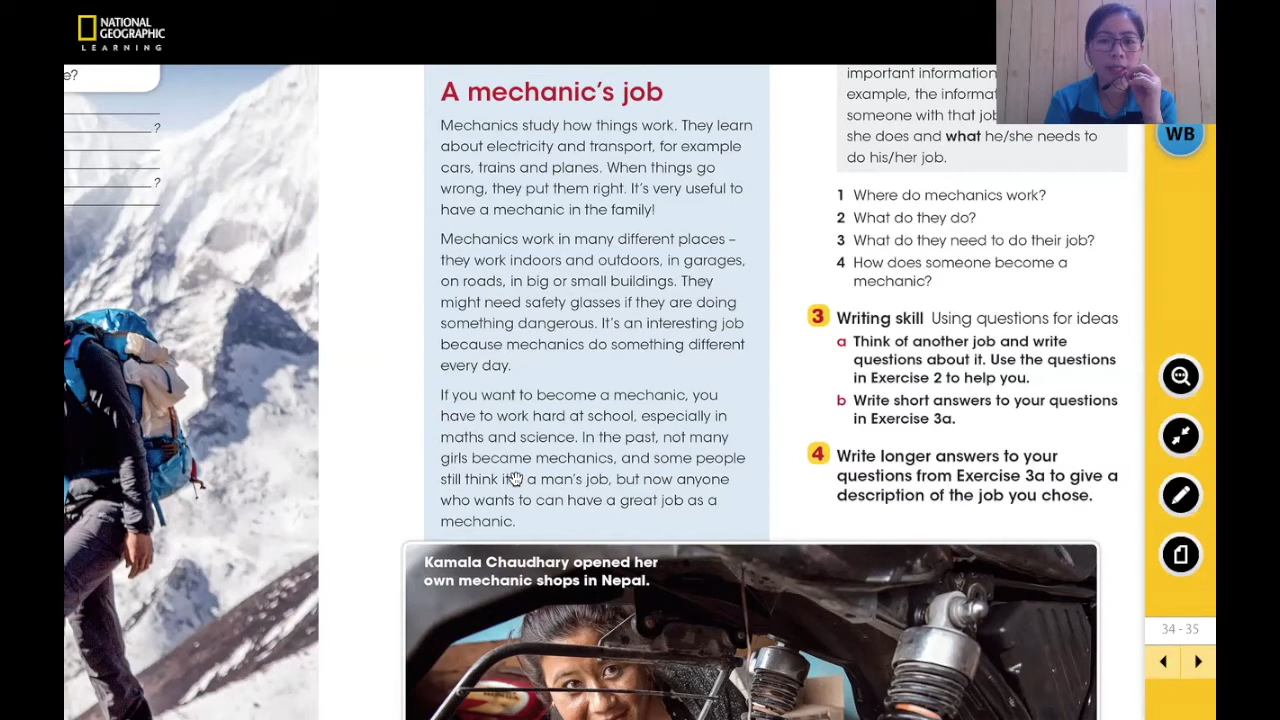 NATIONAL
GEOGRAPHIC
LEARNING
e?
?
?
A mechanic's job
Mechanics study how things work. They learn
about electricity and transport, for example
cars, trains and planes. When things go
wrong, they put them right. It's very useful to
have a mechanic in the family!
Mechanics work in many different places –
they work indoors and outdoors, in garages,
on roads, in big or small buildings. They
might need safety glasses if they are doing
something dangerous. It's an interesting job
because mechanics do something different
every day.
If you want to become a mechanic, you
have to work hard at school, especially in
maths and science. In the past, not many
girls became mechanics, and some people
still think it a man's job, but now anyone
who wants to can have a great job as a
mechanic.
Kamala Chaudhary opened her
own mechanic shops in Nepal.
important information
example, the informat
someone with that job
she does and what he/she needs to
do his/her job.
1 Where do mechanics work?
2 What do they do?
3 What do they need to do their job?
4 How does someone become a
mechanic?
3 Writing skill Using questions for ideas
a Think of another job and write
questions about it. Use the questions
in Exercise 2 to help you.
b Write short answers to your questions
in Exercise 3a.
4 Write longer answers to your
questions from Exercise 3a to give a
description of the job you chose.
WB
34 - 35